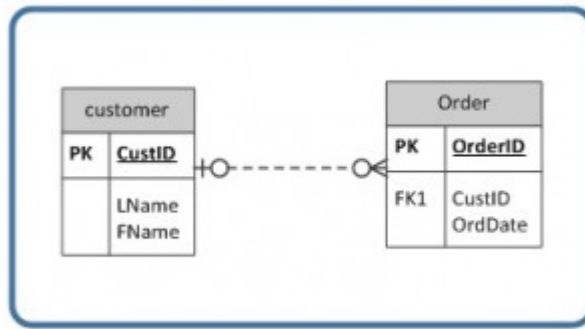 customer
PK CustID
LName
FName
Order
PK OrderID
FK1 CustID
OrdDate